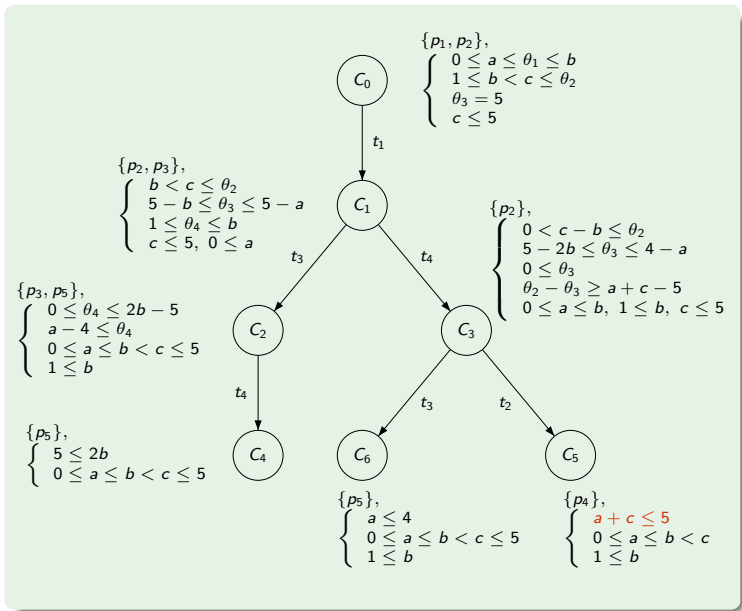 {p₁, p₂},
0 ≤ a ≤ θ₁ ≤ b
1 ≤ b < c ≤ θ₂
θ₃ = 5
c ≤ 5
C₀
t₁
{p₂, p₃},
b < c ≤ θ₂
5 − b ≤ θ₃ ≤ 5 − a
1 ≤ θ₄ ≤ b
c ≤ 5, 0 ≤ a
C₁
{p₂},
0 < c − b ≤ θ₂
5 − 2b ≤ θ₃ ≤ 4 − a
0 ≤ θ₃
θ₂ − θ₃ ≥ a + c − 5
0 ≤ a ≤ b, 1 ≤ b, c ≤ 5
t₃
t₄
{p₃, p₅},
0 ≤ θ₄ ≤ 2b − 5
a − 4 ≤ θ₄
0 ≤ a ≤ b < c ≤ 5
1 ≤ b
C₂
C₃
t₄
t₃
t₂
{p₅},
5 ≤ 2b
0 ≤ a ≤ b < c ≤ 5
C₄
C₆
C₅
{p₅},
a ≤ 4
0 ≤ a ≤ b < c ≤ 5
1 ≤ b
{p₄},
a + c ≤ 5
0 ≤ a ≤ b < c
1 ≤ b